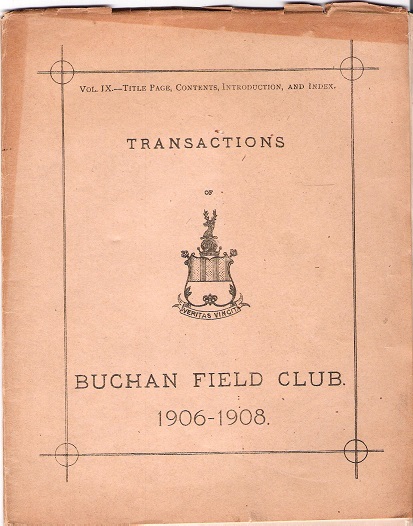 VOL. IX.—TITLE PAGE, CONTENTS, INTRODUCTION, AND INDEX.
TRANSACTIONS
OF
VERITAS VINCIT
BUCHAN FIELD CLUB.
1906-1908.